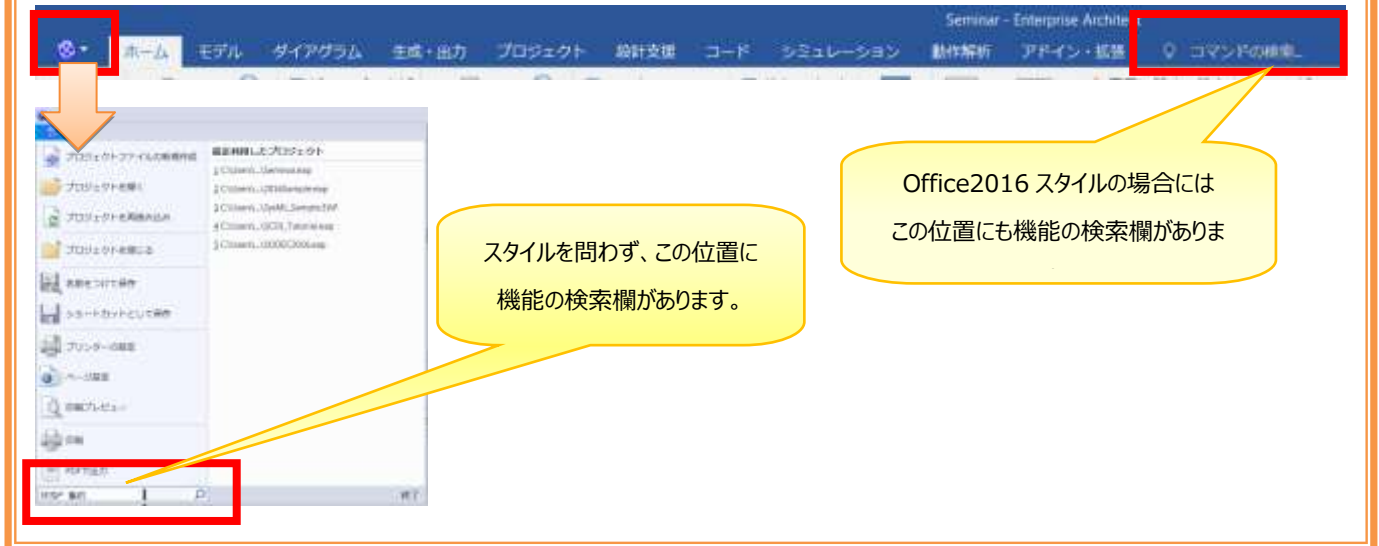 Seminar - Enterprise Archite
ホーム モデル ダイアグラム 生成・出力 プロジェクト 設計支援 コード シミュレーション 動作解析 アドイン・拡張 コマンドの検索...
プロジェクトファイルの新規作成
プロジェクトを開く
プロジェクトを再読み込み
プロジェクトを閉じる
名前をつけて保存
ショートカットとして保存
プリンターの設定
ページ設定
印刷プレビュー
印刷
PDFで出力
終了
最近利用したプロジェクト
スタイルを問わず、この位置に
機能の検索欄があります。
Office2016 スタイルの場合には
この位置にも機能の検索欄がありま